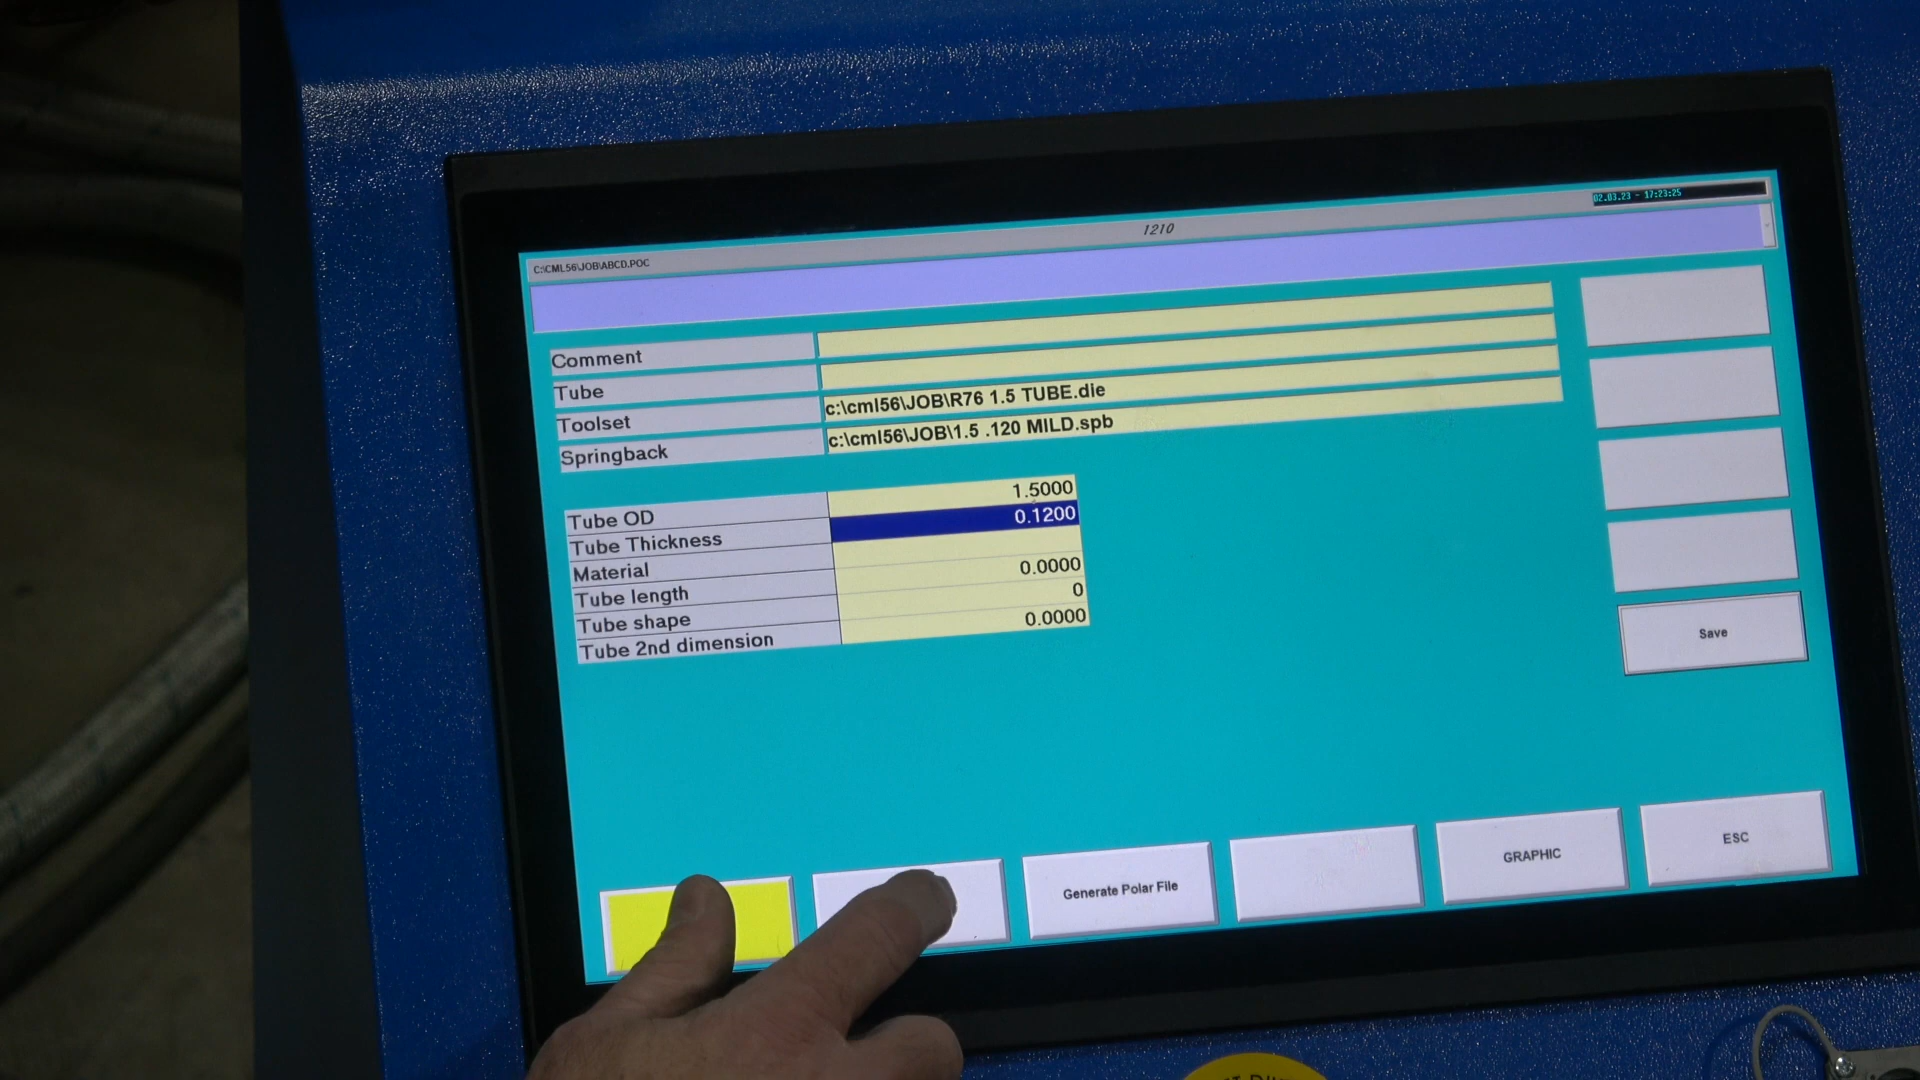 02.03.23 - 17:23:25
1210
C:\CML56\JOB\ABCD.POC
Comment
Tube
Toolset c:\cml56\JOB\R76 1.5 TUBE.die
Springback c:\cml56\JOB\1.5 .120 MILD.spb
Tube OD 1.5000
Tube Thickness 0.1200
Material
Tube length 0.0000
Tube shape 0
Tube 2nd dimension 0.0000
Save
Generate Polar File
GRAPHIC
ESC